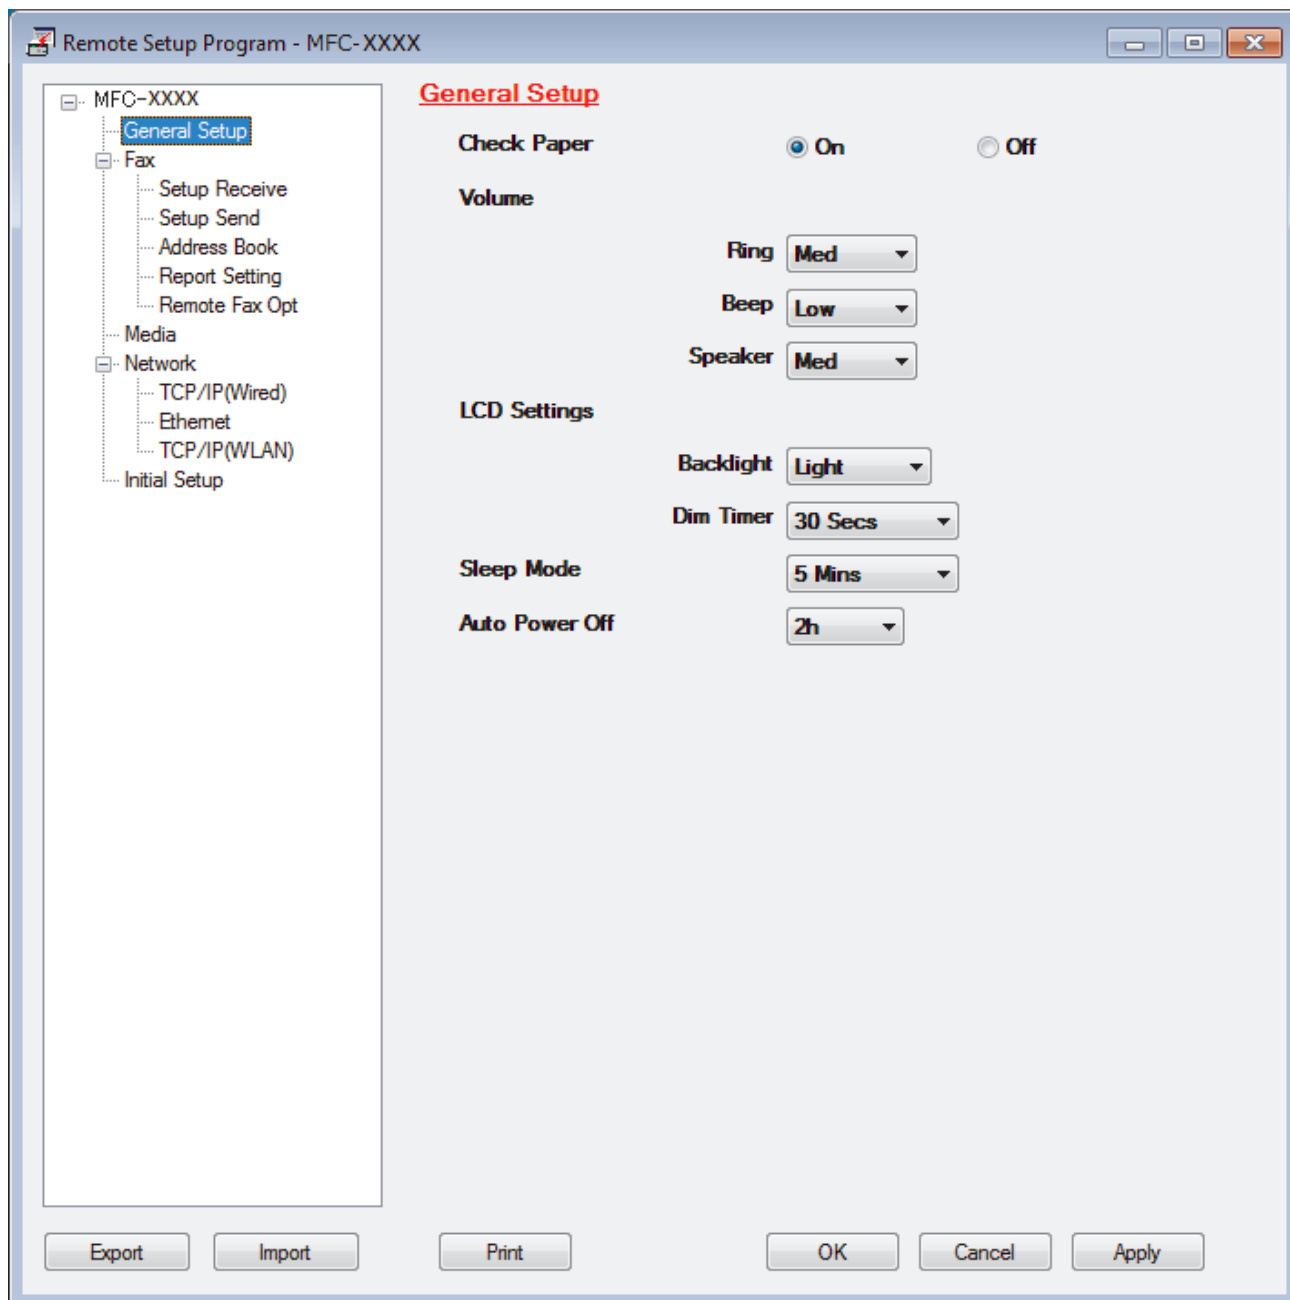 Remote Setup Program - MFC-XXXX
MFC-XXXX
General Setup
Fax
Setup Receive
Setup Send
Address Book
Report Setting
Remote Fax Opt
Media
Network
TCP/IP(Wired)
Ethernet
TCP/IP(WLAN)
Initial Setup
General Setup
Check Paper On Off
Volume
Ring Med
Beep Low
Speaker Med
LCD Settings
Backlight Light
Dim Timer 30 Secs
Sleep Mode 5 Mins
Auto Power Off 2h
Export Import Print OK Cancel Apply